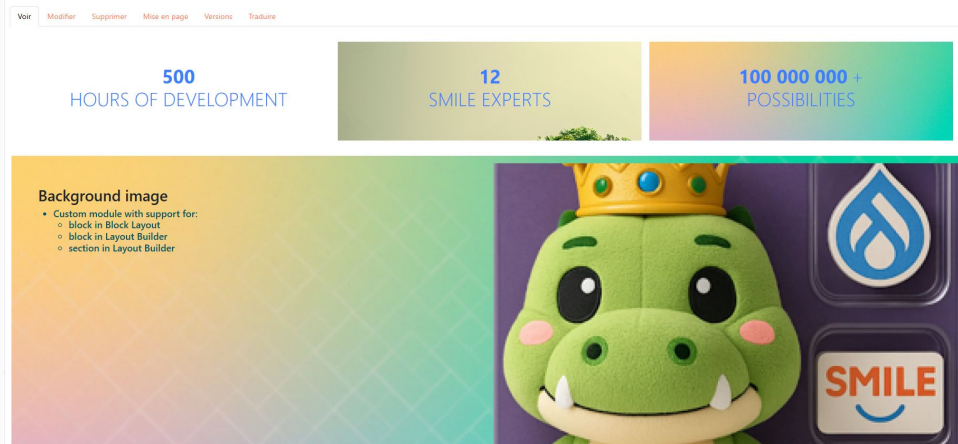 Voir Modifier Supprimer Mise en page Versions Traduire
500
HOURS OF DEVELOPMENT
12
SMILE EXPERTS
100 000 000 +
POSSIBILITIES
Background image
Custom module with support for:
block in Block Layout
block in Layout Builder
section in Layout Builder
SMILE